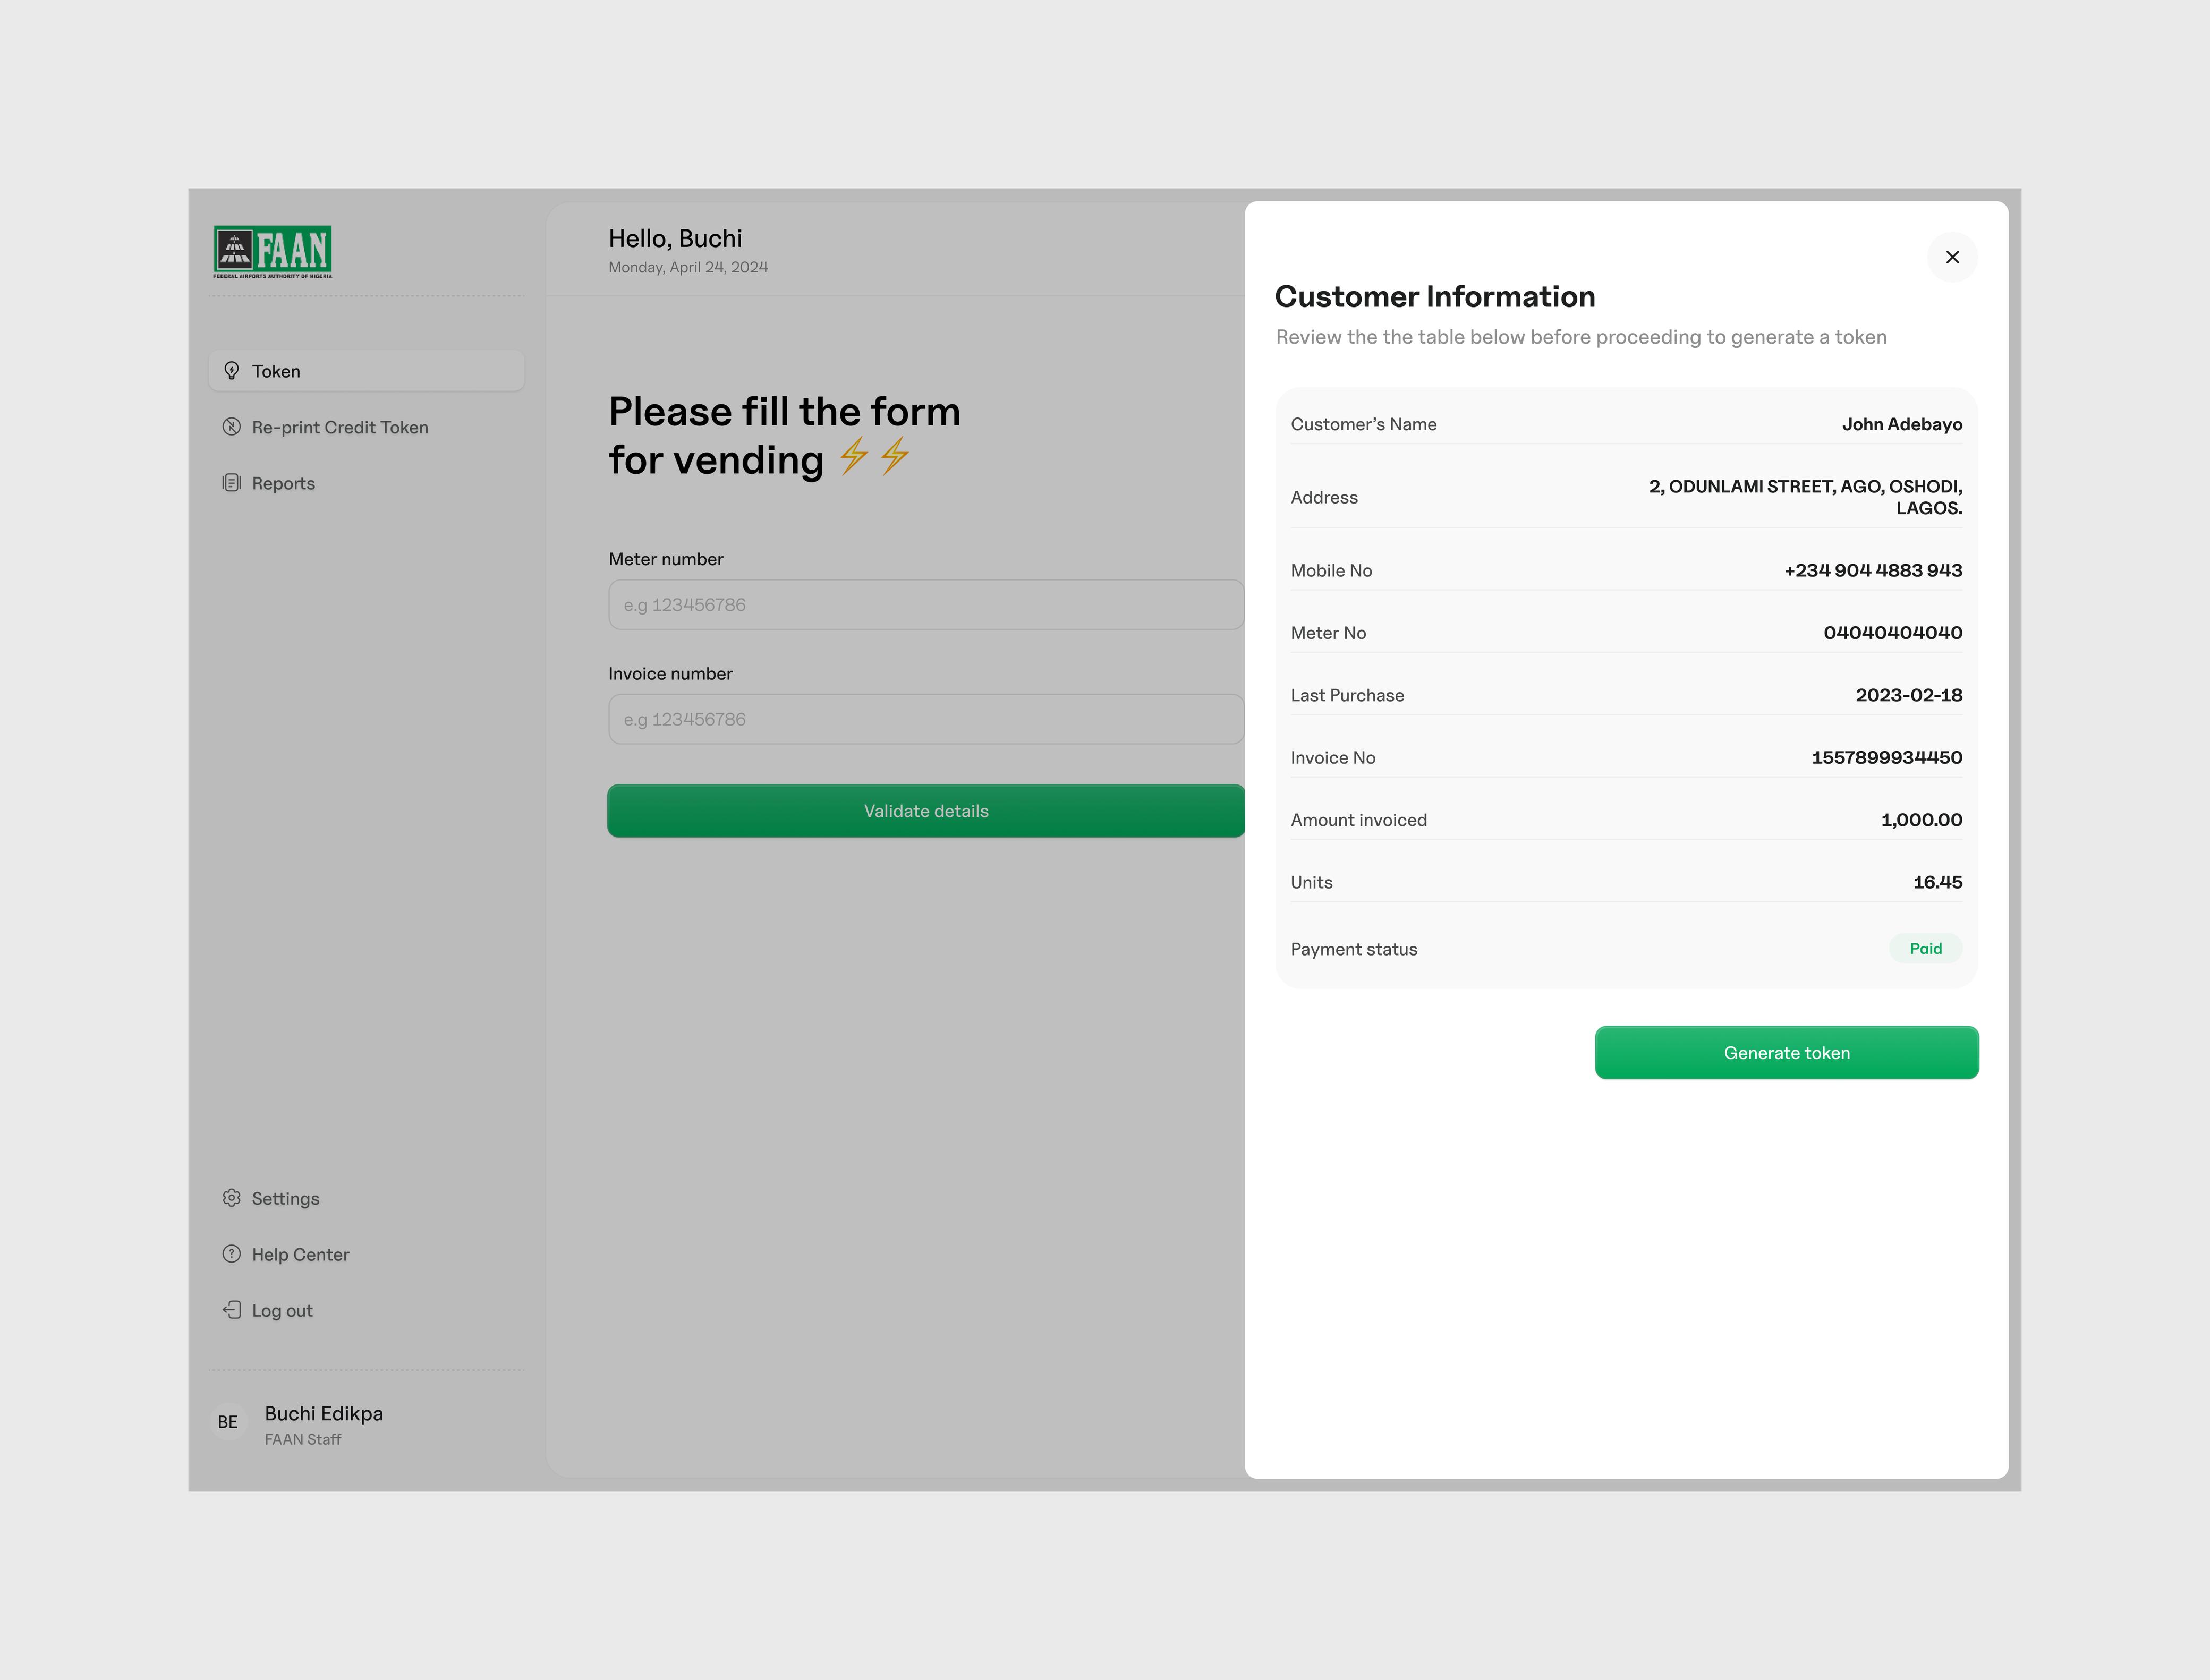 FAAN
FEDERAL AIRPORTS AUTHORITY OF NIGERIA
Token
Re-print Credit Token
Reports
Settings
Help Center
Log out
BE
Buchi Edikpa
FAAN Staff
Hello, Buchi
Monday, April 24, 2024
Please fill the form
for vending ⚡⚡
Meter number
e.g 123456786
Invoice number
e.g 123456786
Validate details
Customer Information
Review the the table below before proceeding to generate a token
Customer’s Name John Adebayo
Address 2, ODUNLAMI STREET, AGO, OSHODI,
LAGOS.
Mobile No +234 904 4883 943
Meter No 04040404040
Last Purchase 2023-02-18
Invoice No 1557899934450
Amount invoiced 1,000.00
Units 16.45
Payment status Paid
Generate token